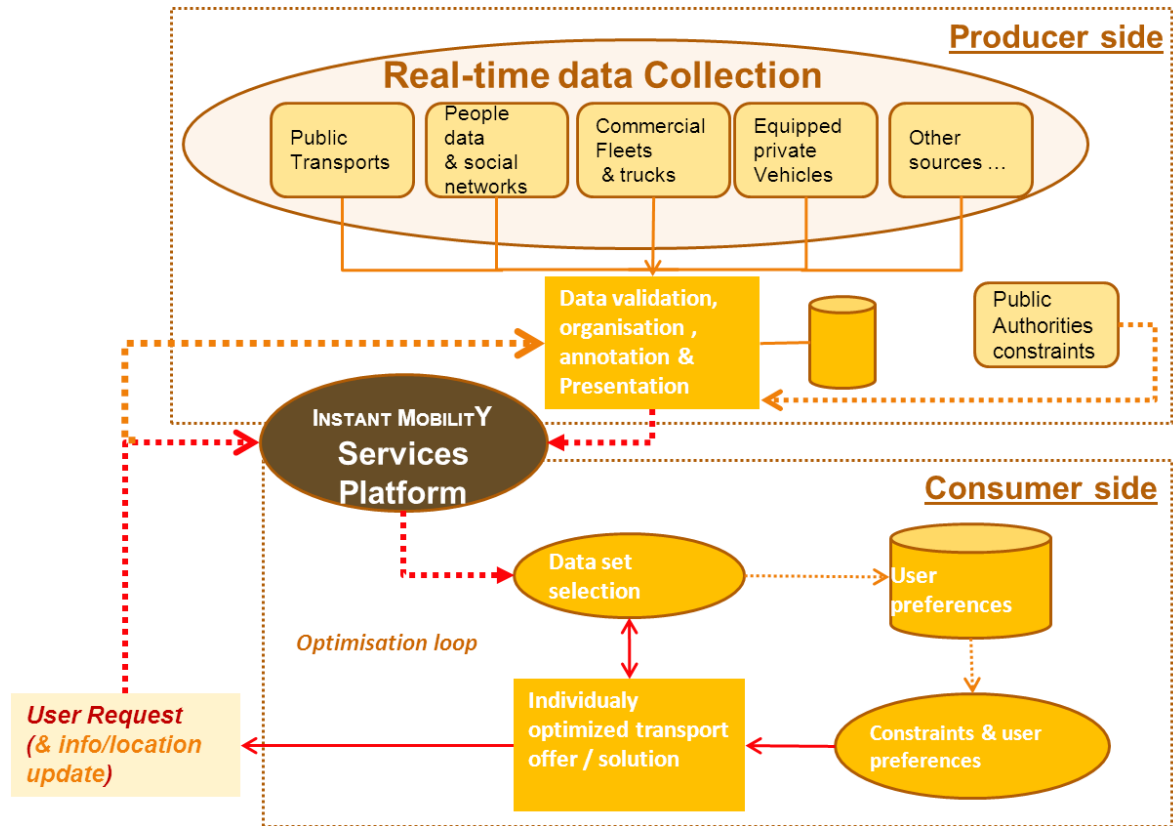 Producer side
Real-time data Collection
Public
Transports
People
data
& social
networks
Commercial
Fleets
& trucks
Equipped
private
Vehicles
Other
sources ...
Data validation,
organisation ,
annotation &
Presentation
Public
Authorities
constraints
INSTANT MOBILITY
Services
Platform
Consumer side
Data set
selection
User
preferences
Optimisation loop
User Request
(& info/location
update)
Individualy
optimized transport
offer / solution
Constraints & user
preferences